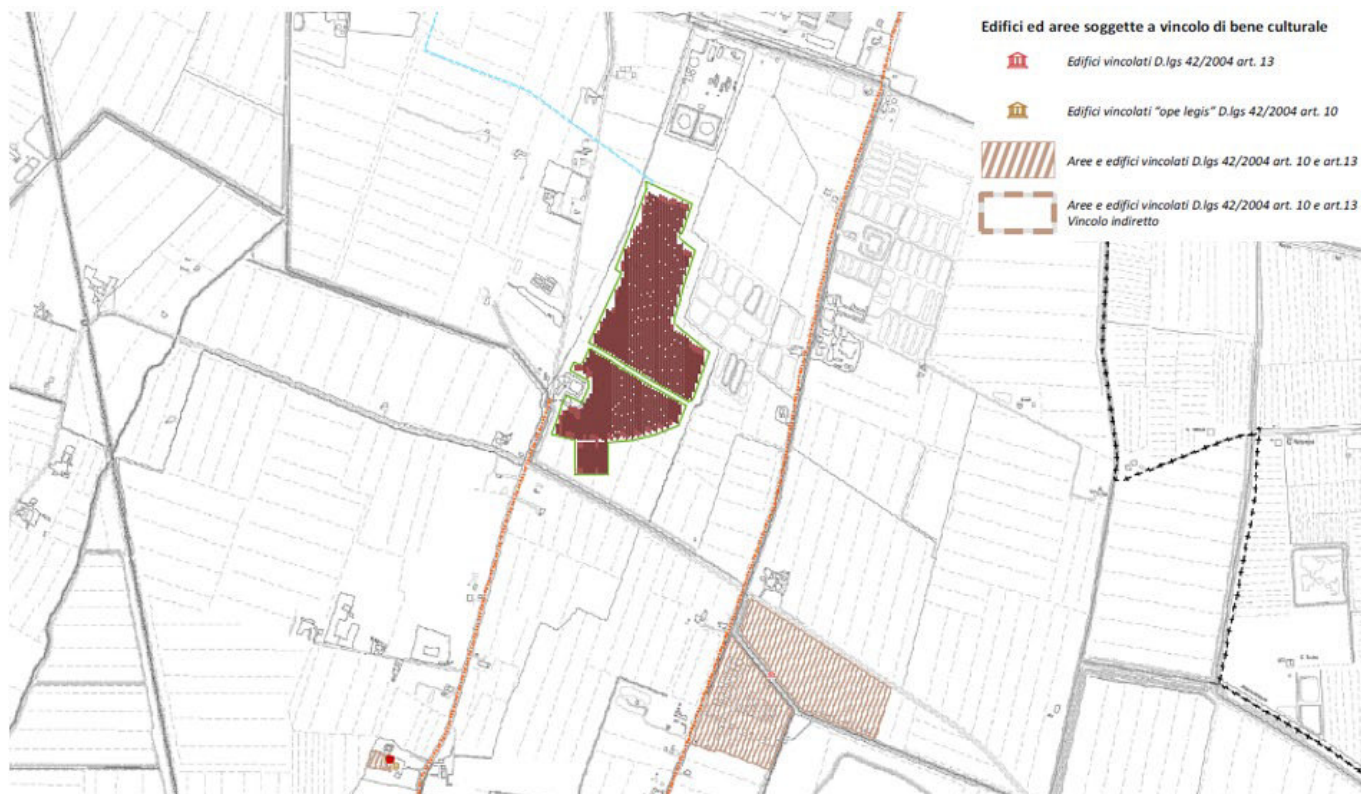 Edifici ed aree soggette a vincolo di bene culturale
Edifici vincolati D.lgs 42/2004 art. 13
Edifici vincolati "ope legis" D.lgs 42/2004 art. 10
Aree e edifici vincolati D.lgs 42/2004 art. 10 e art.13
Aree e edifici vincolati D.lgs 42/2004 art. 10 e art.13
Vincolo indiretto